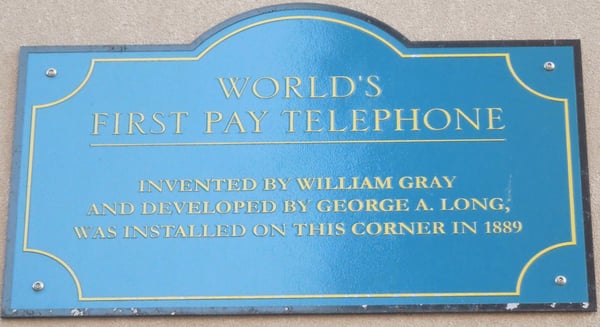 WORLD'S
FIRST PAY TELEPHONE
INVENTED BY WILLIAM GRAY
AND DEVELOPED BY GEORGE A. LONG,
WAS INSTALLED ON THIS CORNER IN 1889